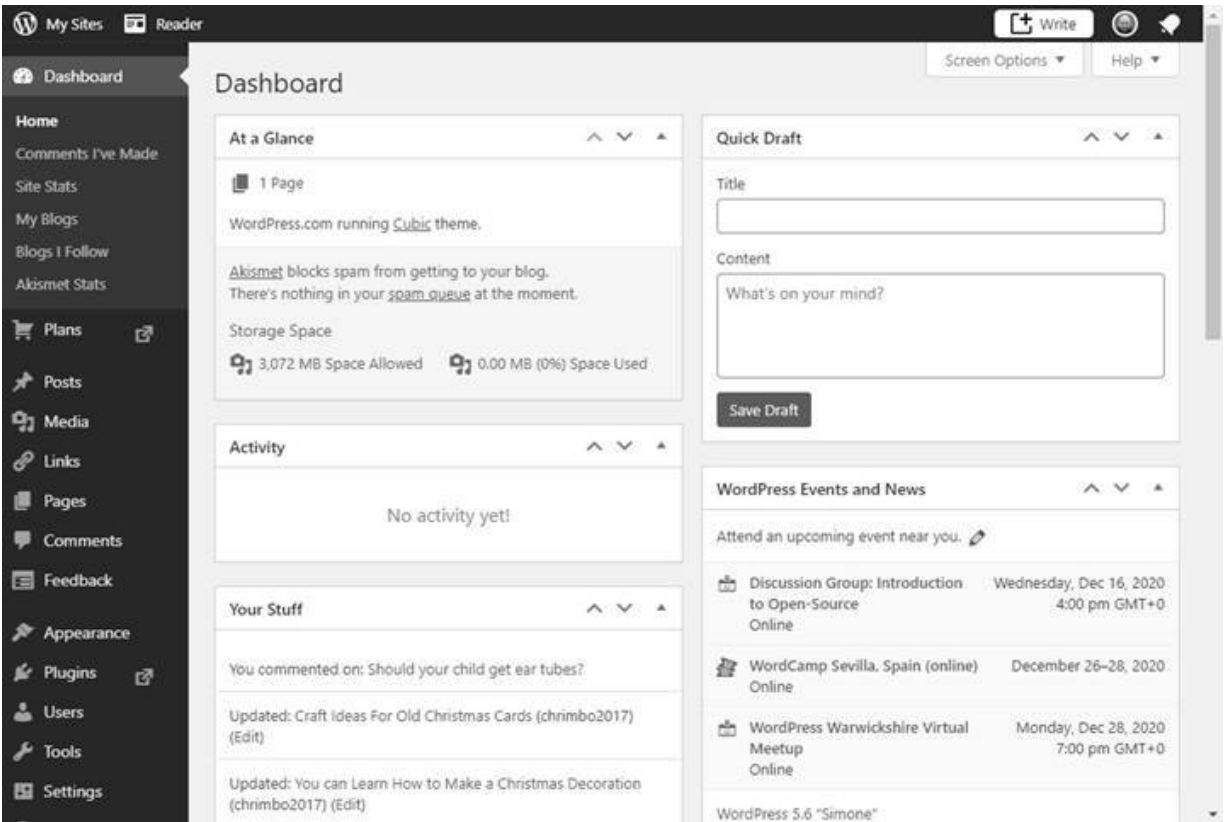 My Sites
Reader
Write
Dashboard
Home
Comments I've Made
Site Stats
My Blogs
Blogs I Follow
Akismet Stats
Plans
Posts
Media
Links
Pages
Comments
Feedback
Appearance
Plugins
Users
Tools
Settings
Screen Options
Help
Dashboard
At a Glance
1 Page
WordPress.com running Cubic theme.
Akismet blocks spam from getting to your blog.
There's nothing in your spam queue at the moment.
Storage Space
3,072 MB Space Allowed
0.00 MB (0%) Space Used
Activity
No activity yet!
Your Stuff
You commented on: Should your child get ear tubes?
Updated: Craft Ideas For Old Christmas Cards (chrimbo2017)
(Edit)
Updated: You can Learn How to Make a Christmas Decoration
(chrimbo2017) (Edit)
Quick Draft
Title
Content
What's on your mind?
Save Draft
WordPress Events and News
Attend an upcoming event near you.
Discussion Group: Introduction
to Open-Source
Online
Wednesday, Dec 16, 2020
4:00 pm GMT+0
WordCamp Sevilla, Spain (online)
Online
December 26–28, 2020
WordPress Warwickshire Virtual
Meetup
Online
Monday, Dec 28, 2020
7:00 pm GMT+0
WordPress 5.6 "Simone"